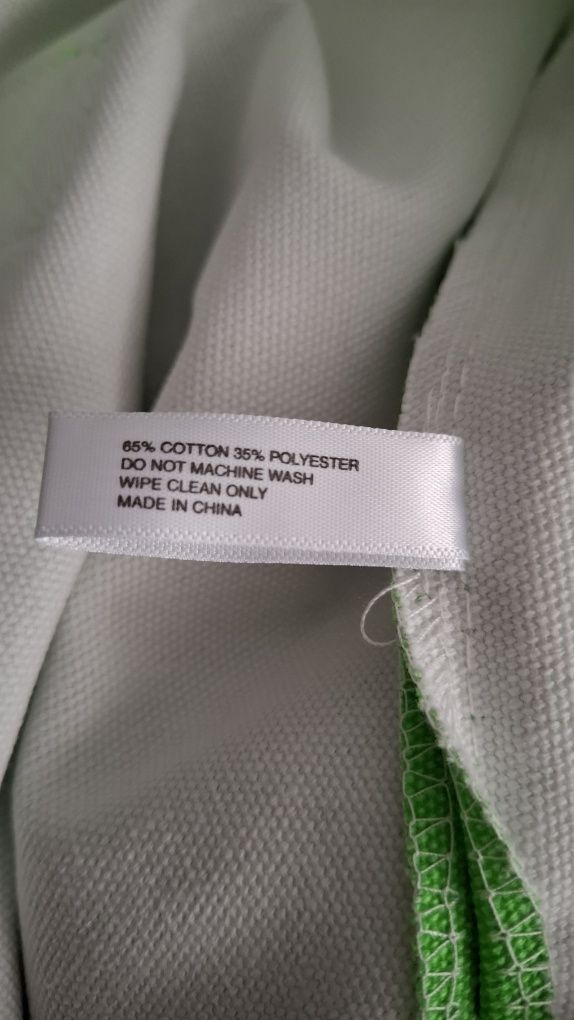 65% COTTON 35% POLYESTER
DO NOT MACHINE WASH
WIPE CLEAN ONLY
MADE IN CHINA